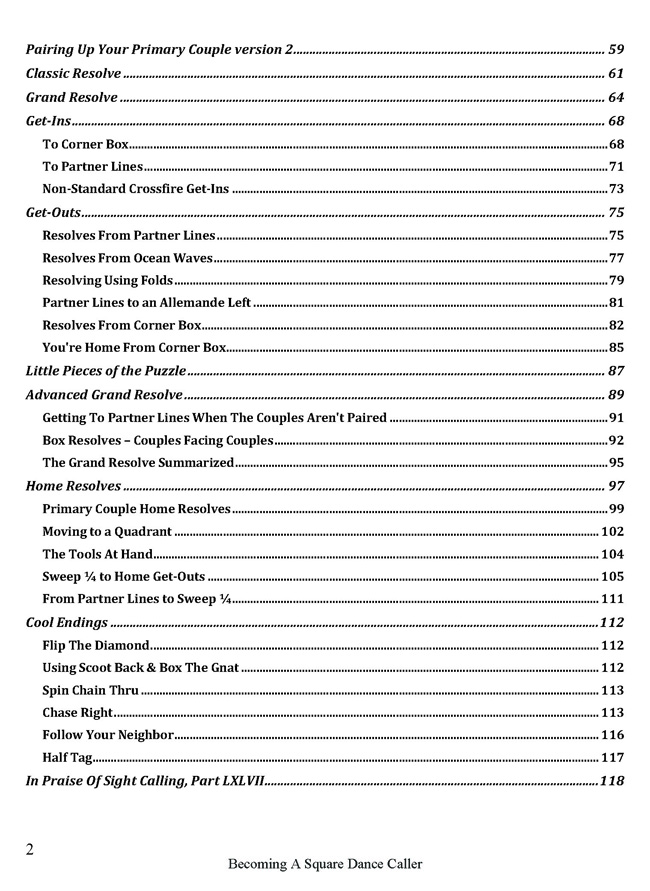 Pairing Up Your Primary Couple version 2 59
Classic Resolve 61
Grand Resolve 64
Get-Ins 68
To Corner Box 68
To Partner Lines 71
Non-Standard Crossfire Get-Ins 73
Get-Outs 75
Resolves From Partner Lines 75
Resolves From Ocean Waves 77
Resolving Using Folds 79
Partner Lines to an Allemande Left 81
Resolves From Corner Box 82
You're Home From Corner Box 85
Little Pieces of the Puzzle 87
Advanced Grand Resolve 89
Getting To Partner Lines When The Couples Aren't Paired 91
Box Resolves – Couples Facing Couples 92
The Grand Resolve Summarized 95
Home Resolves 97
Primary Couple Home Resolves 99
Moving to a Quadrant 102
The Tools At Hand 104
Sweep ¼ to Home Get-Outs 105
From Partner Lines to Sweep ¼ 111
Cool Endings 112
Flip The Diamond 112
Using Scoot Back & Box The Gnat 112
Spin Chain Thru 113
Chase Right 113
Follow Your Neighbor 116
Half Tag 117
In Praise Of Sight Calling, Part LXLVII 118
2
Becoming A Square Dance Caller